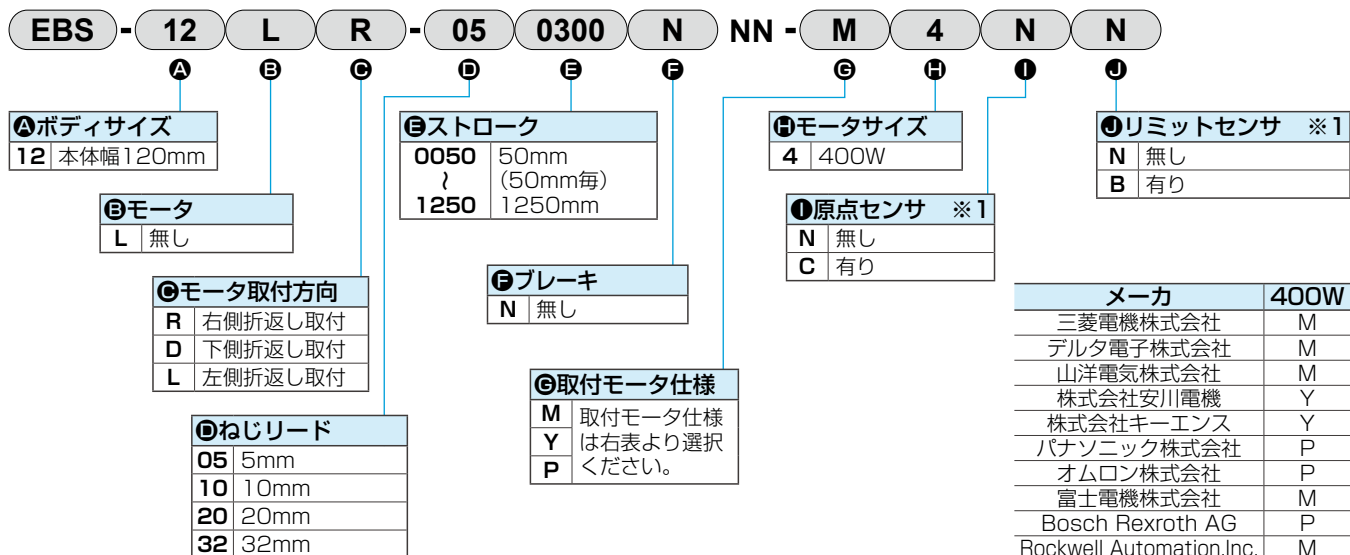 EBS - 12 L R - 05 0300 N NN - M 4 N N
Ⓐ Ⓑ Ⓒ Ⓓ Ⓔ Ⓕ Ⓖ Ⓗ Ⓘ Ⓙ
Ⓐボディサイズ
12 本体幅120mm
Ⓑモータ
L 無し
Ⓒモータ取付方向
R 右側折返し取付
D 下側折返し取付
L 左側折返し取付
Ⓓねじリード
05 5mm
10 10mm
20 20mm
32 32mm
Ⓔストローク
0050 50mm
≀ (50mm毎)
1250 1250mm
Ⓕブレーキ
N 無し
Ⓖ取付モータ仕様
M 取付モータ仕様
Y は右表より選択
P ください。
Ⓗモータサイズ
4 400W
Ⓘ原点センサ ※1
N 無し
C 有り
Ⓙリミットセンサ ※1
N 無し
B 有り
メーカ 400W
三菱電機株式会社 M
デルタ電子株式会社 M
山洋電気株式会社 M
株式会社安川電機 Y
株式会社キーエンス Y
パナソニック株式会社 P
オムロン株式会社 P
富士電機株式会社 M
Bosch Rexroth AG P
Rockwell Automation,Inc. M